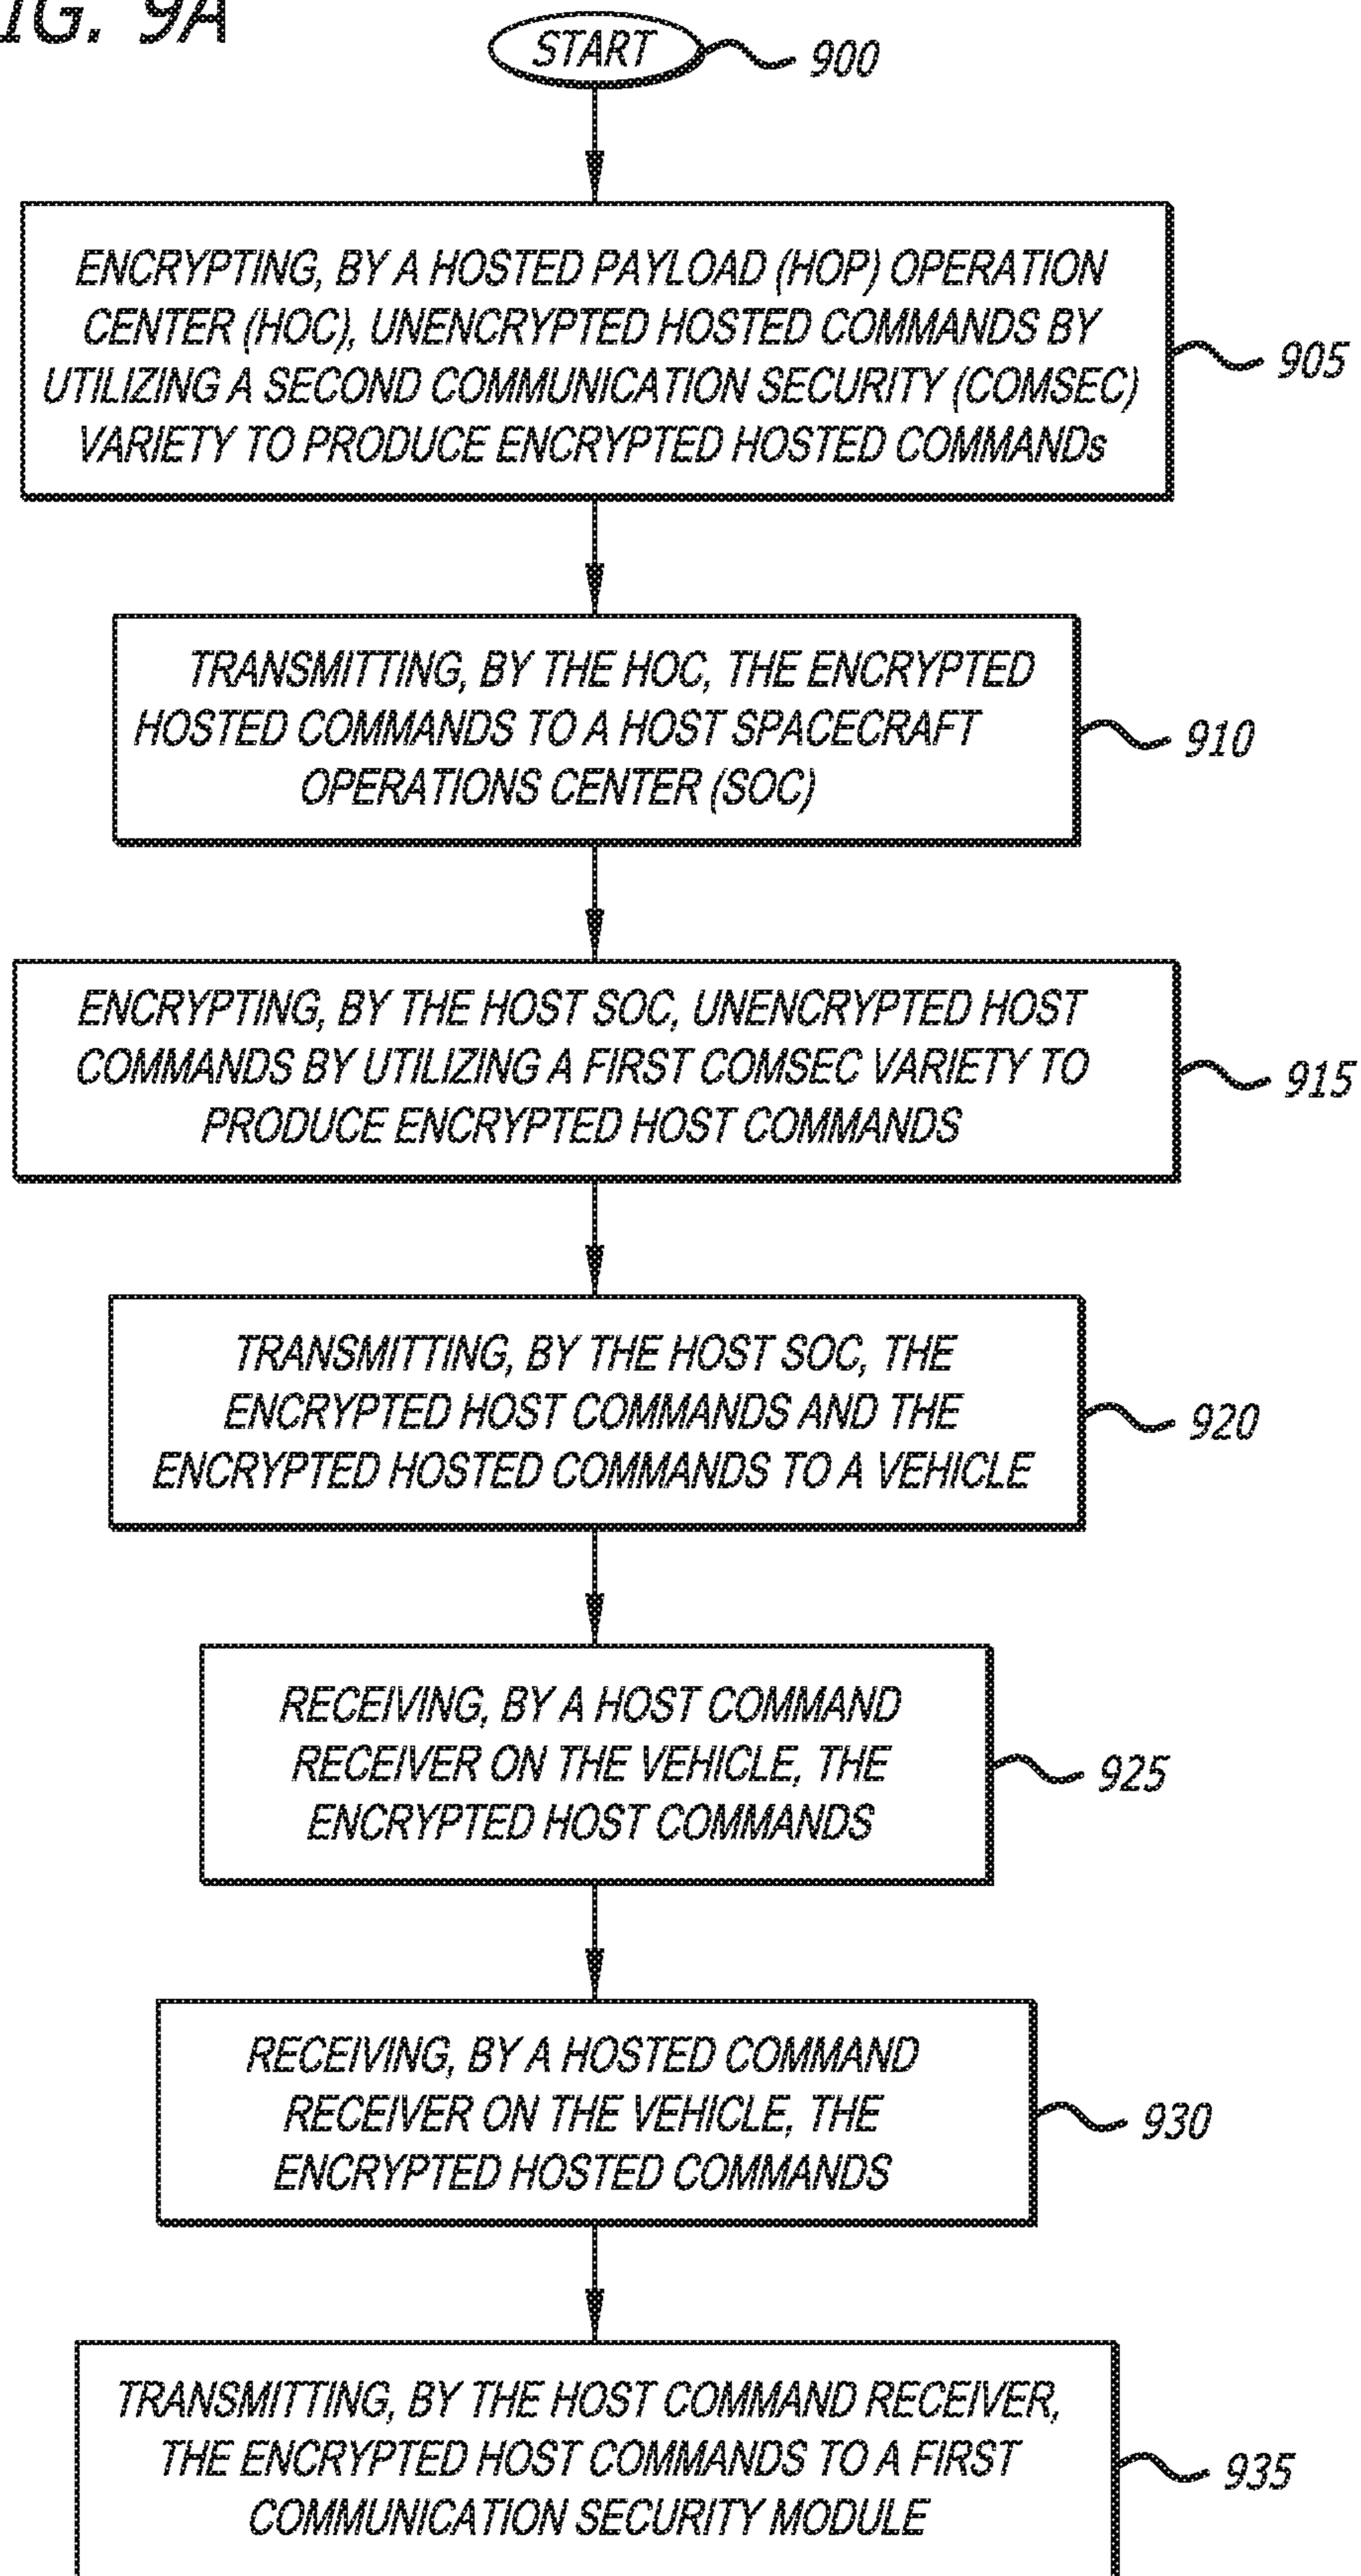 IG. 9A
START
900
ENCRYPTING, BY A HOSTED PAYLOAD (HOP) OPERATION
CENTER (HOC), UNENCRYPTED HOSTED COMMANDS BY
UTILIZING A SECOND COMMUNICATION SECURITY (COMSEC)
VARIETY TO PRODUCE ENCRYPTED HOSTED COMMANDs
905
TRANSMITTING, BY THE HOC, THE ENCRYPTED
HOSTED COMMANDS TO A HOST SPACECRAFT
OPERATIONS CENTER (SOC)
910
ENCRYPTING, BY THE HOST SOC, UNENCRYPTED HOST
COMMANDS BY UTILIZING A FIRST COMSEC VARIETY TO
PRODUCE ENCRYPTED HOST COMMANDS
915
TRANSMITTING, BY THE HOST SOC, THE
ENCRYPTED HOST COMMANDS AND THE
ENCRYPTED HOSTED COMMANDS TO A VEHICLE
920
RECEIVING, BY A HOST COMMAND
RECEIVER ON THE VEHICLE, THE
ENCRYPTED HOST COMMANDS
925
RECEIVING, BY A HOSTED COMMAND
RECEIVER ON THE VEHICLE, THE
ENCRYPTED HOSTED COMMANDS
930
TRANSMITTING, BY THE HOST COMMAND RECEIVER,
THE ENCRYPTED HOST COMMANDS TO A FIRST
COMMUNICATION SECURITY MODULE
935